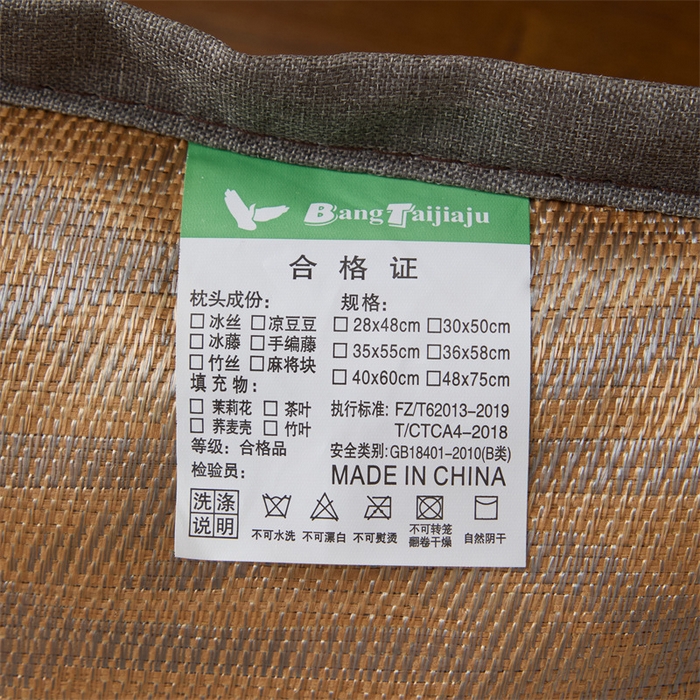 BangTaijiaju
合格证
枕头成份：
□ 冰丝 □ 凉豆豆
□ 冰藤 □ 手编藤
□ 竹丝 □ 麻将块
填充物：
□ 茉莉花 □ 茶叶
□ 荞麦壳 □ 竹叶
等级：合格品
检验员：
规格：
□ 28x48cm □ 30x50cm
□ 35x55cm □ 36x58cm
□ 40x60cm □ 48x75cm
执行标准: FZ/T62013-2019
T/CTCA4-2018
安全类别: GB18401-2010(B类)
MADE IN CHINA
洗涤
说明
不可水洗 不可漂白 不可熨烫 不可转笼翻卷干燥 自然阴干